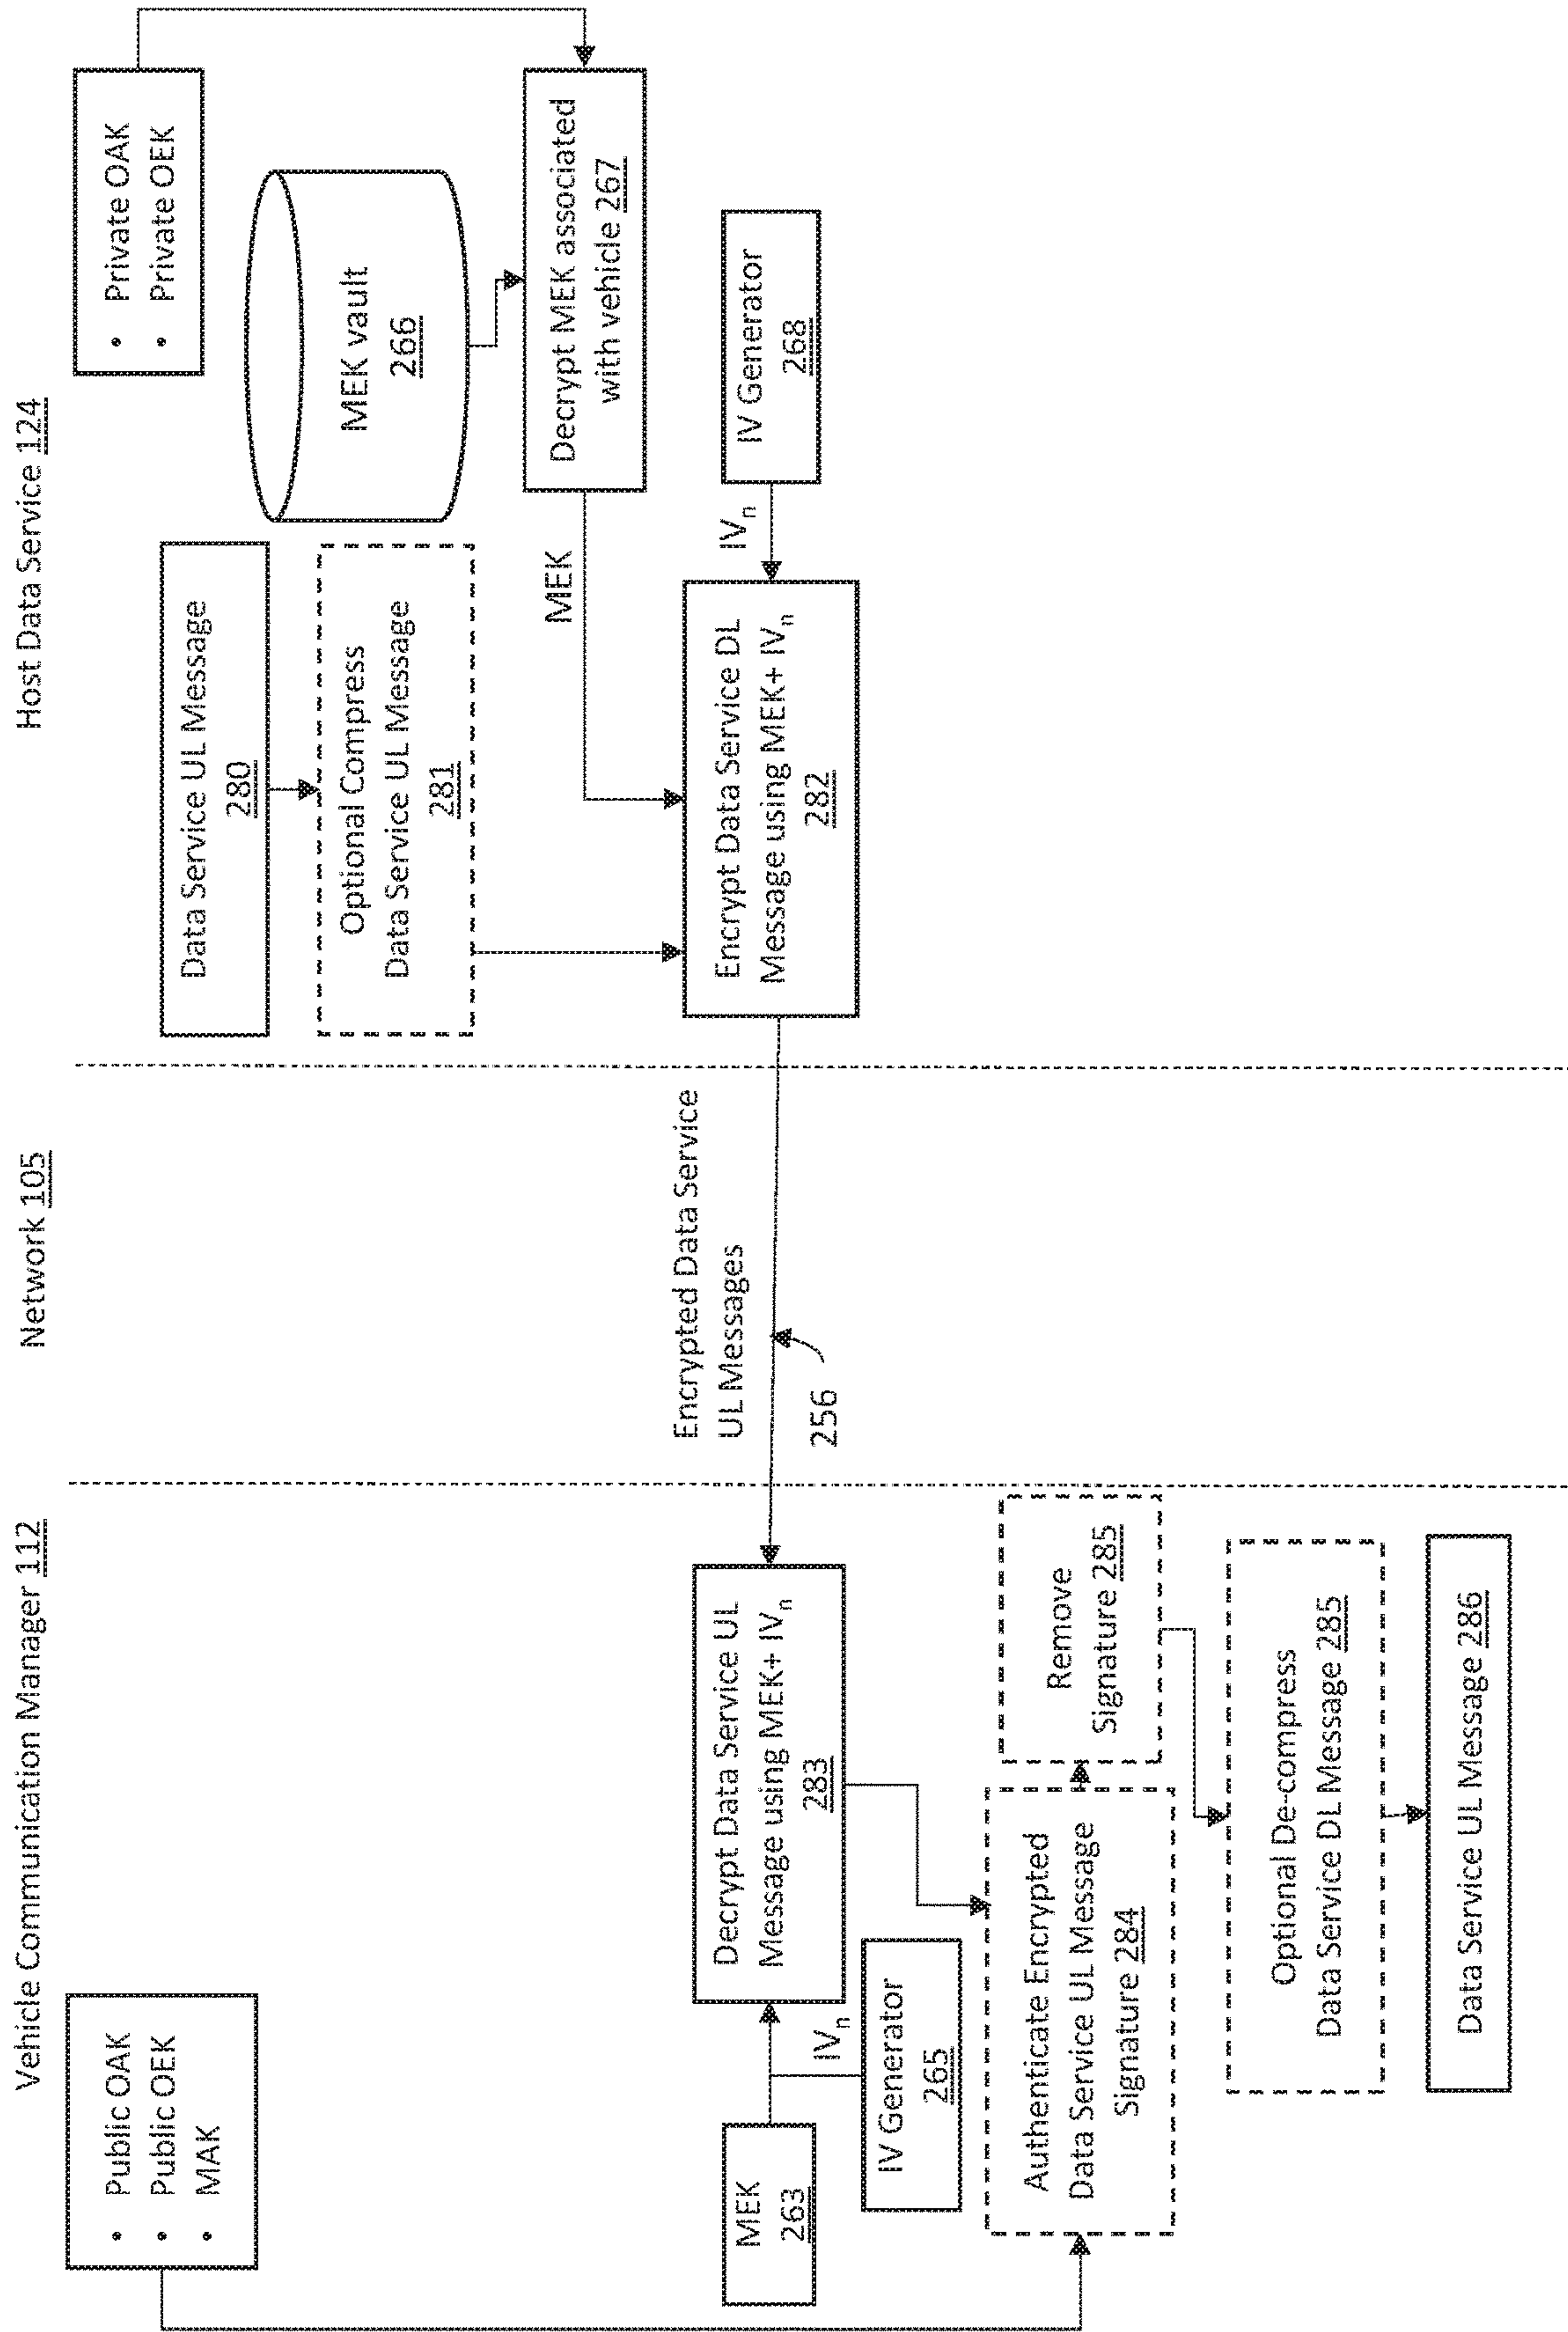 Vehicle Communication Manager 112
Network 105
Host Data Service 124
• Public OAK
• Public OEK
• MAK
MEK
263
IV Generator
265
IVn
Decrypt Data Service UL
Message using MEK+ IVn
283
Authenticate Encrypted
Data Service UL Message
Signature 284
Remove
Signature 285
Optional De-compress
Data Service DL Message 285
Data Service UL Message 286
Encrypted Data Service
UL Messages
256
Data Service UL Message
280
Optional Compress
Data Service UL Message
281
MEK
Encrypt Data Service DL
Message using MEK+ IVn
282
• Private OAK
• Private OEK
MEK vault
266
Decrypt MEK associated
with vehicle 267
IVn
IV Generator
268